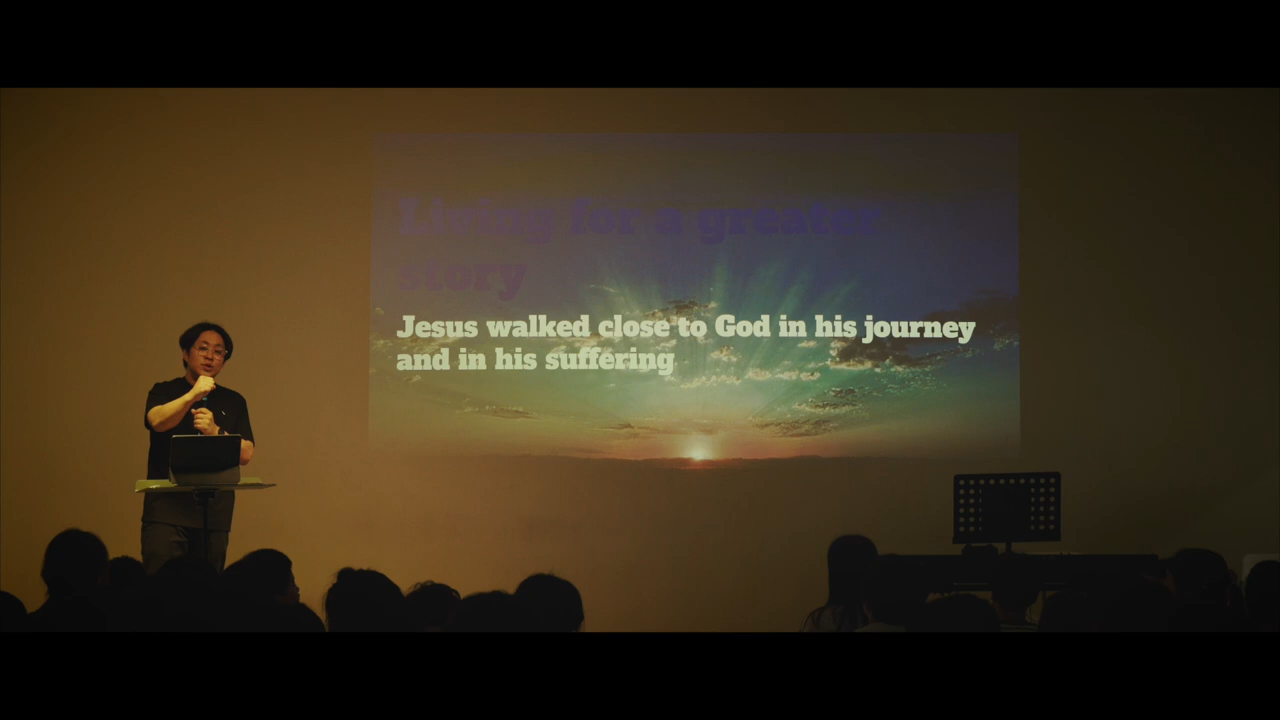 Living for a greater
story
Jesus walked close to God in his journey
and in his suffering